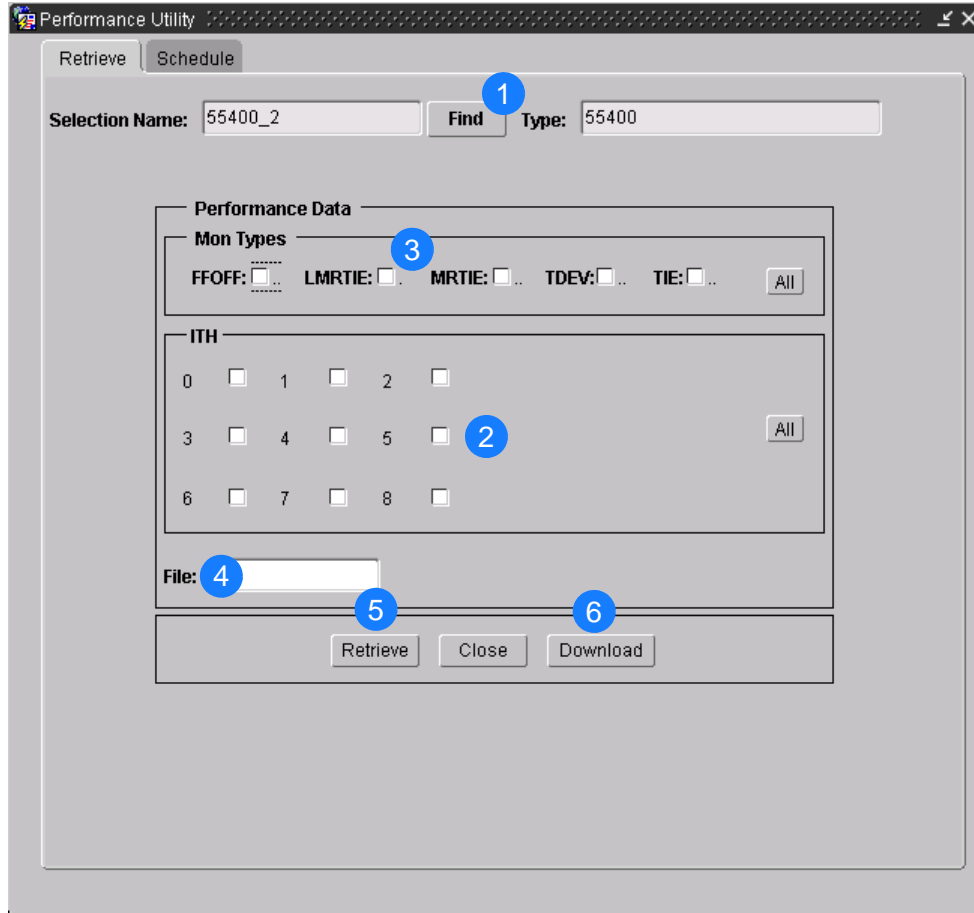 Performance Utility
Retrieve Schedule
1
Selection Name: 55400_2 Find Type: 55400
Performance Data
Mon Types
3
FFOFF: .. LMRTIE: . MRTIE: .. TDEV: .. TIE: .. All
ITH
0 1 2
3 4 5 2 All
6 7 8
File: 4
5 6
Retrieve Close Download